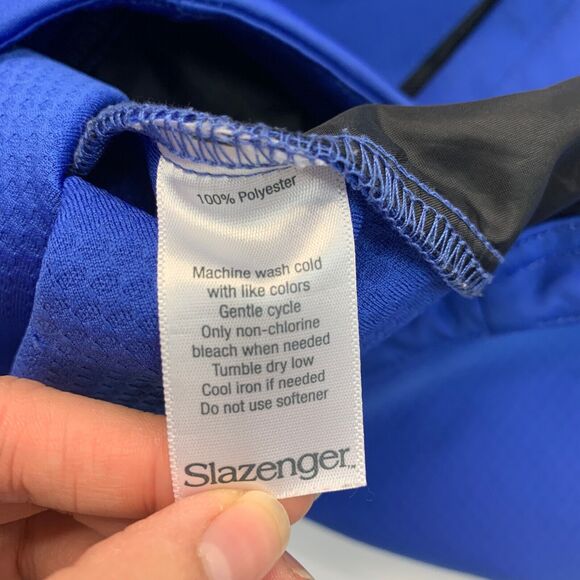 100% Polyester
Machine wash cold
with like colors
Gentle cycle
Only non-chlorine
bleach when needed
Tumble dry low
Cool iron if needed
Do not use softener
Slazenger™